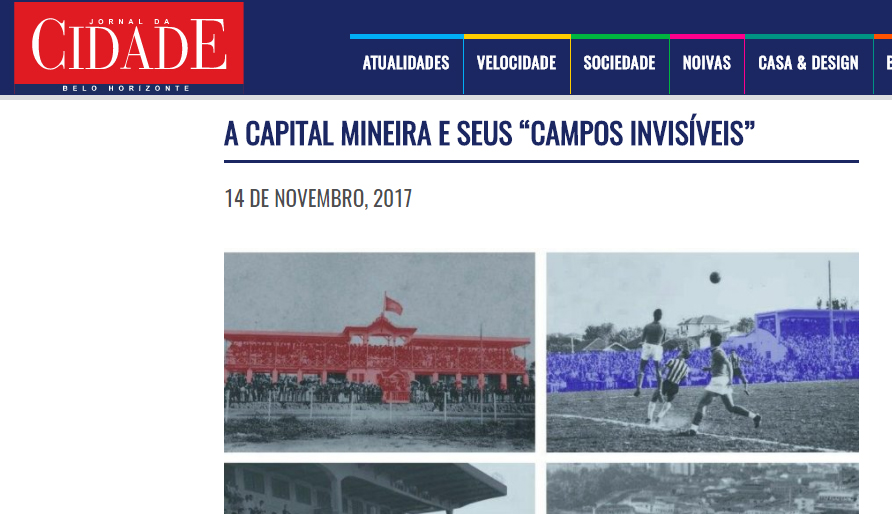 JORNAL DA
CIDADE
BELO HORIZONTE
ATUALIDADES VELOCIDADE SOCIEDADE NOIVAS CASA & DESIGN
A CAPITAL MINEIRA E SEUS “CAMPOS INVISÍVEIS”
14 DE NOVEMBRO, 2017